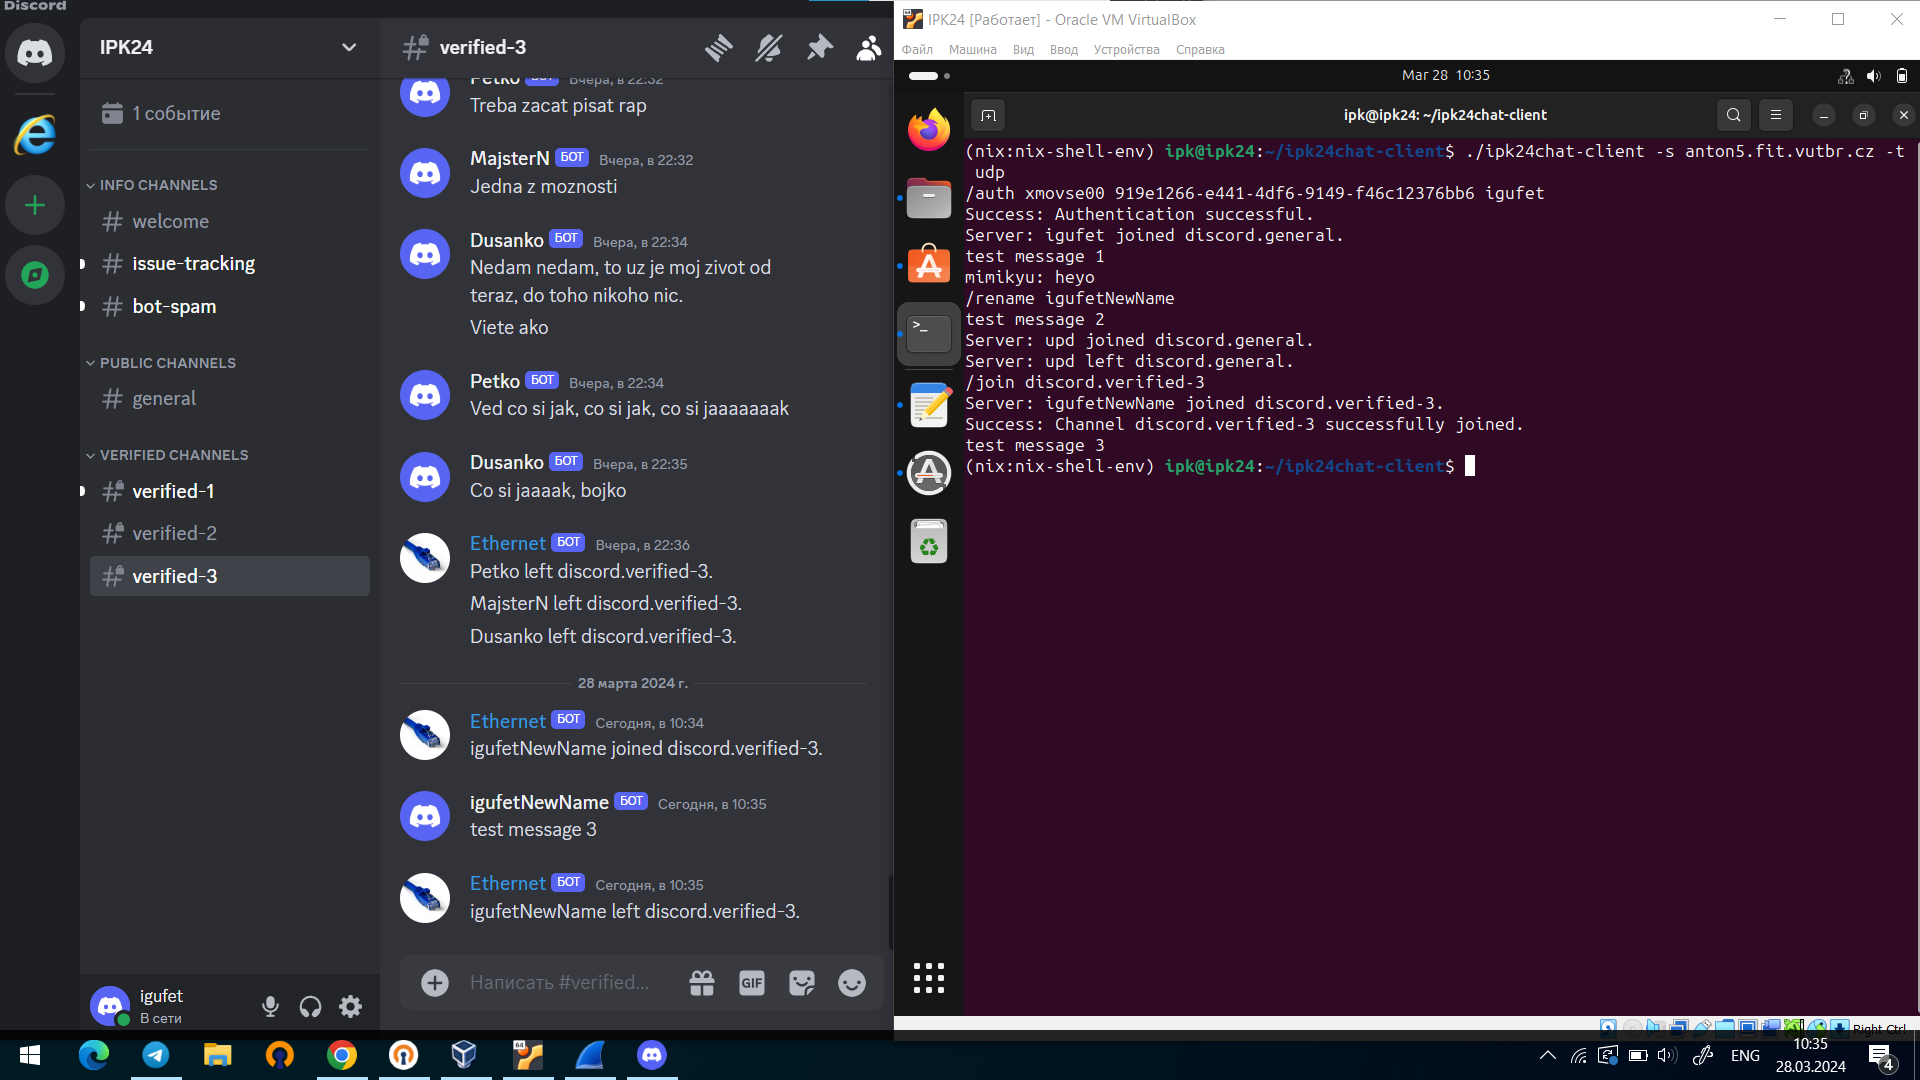 Discord
IPK24
1 событие
INFO CHANNELS
welcome
issue-tracking
bot-spam
PUBLIC CHANNELS
general
VERIFIED CHANNELS
verified-1
verified-2
verified-3
igufet
В сети
verified-3
Petko БОТ Вчера, в 22:32
Treba zacat pisat rap
MajsterN БОТ Вчера, в 22:32
Jedna z moznosti
Dusanko БОТ Вчера, в 22:34
Nedam nedam, to uz je moj zivot od
teraz, do toho nikoho nic.
Viete ako
Petko БОТ Вчера, в 22:34
Ved co si jak, co si jak, co si jaaaaaaak
Dusanko БОТ Вчера, в 22:35
Co si jaaaak, bojko
Ethernet БОТ Вчера, в 22:36
Petko left discord.verified-3.
MajsterN left discord.verified-3.
Dusanko left discord.verified-3.
28 марта 2024 г.
Ethernet БОТ Сегодня, в 10:34
igufetNewName joined discord.verified-3.
igufetNewName БОТ Сегодня, в 10:35
test message 3
Ethernet БОТ Сегодня, в 10:35
igufetNewName left discord.verified-3.
Написать #verified...
GIF
IPK24 [Работает] - Oracle VM VirtualBox
Файл Машина Вид Ввод Устройства Справка
Mar 28 10:35
ipk@ipk24: ~/ipk24chat-client
(nix:nix-shell-env) ipk@ipk24:~/ipk24chat-client$ ./ipk24chat-client -s anton5.fit.vutbr.cz -t
udp
/auth xmovse00 919e1266-e441-4df6-9149-f46c12376bb6 igufet
Success: Authentication successful.
Server: igufet joined discord.general.
test message 1
mimikyu: heyo
/rename igufetNewName
test message 2
Server: upd joined discord.general.
Server: upd left discord.general.
/join discord.verified-3
Server: igufetNewName joined discord.verified-3.
Success: Channel discord.verified-3 successfully joined.
test message 3
(nix:nix-shell-env) ipk@ipk24:~/ipk24chat-client$
Right Ctrl
64
ENG
10:35
28.03.2024
4